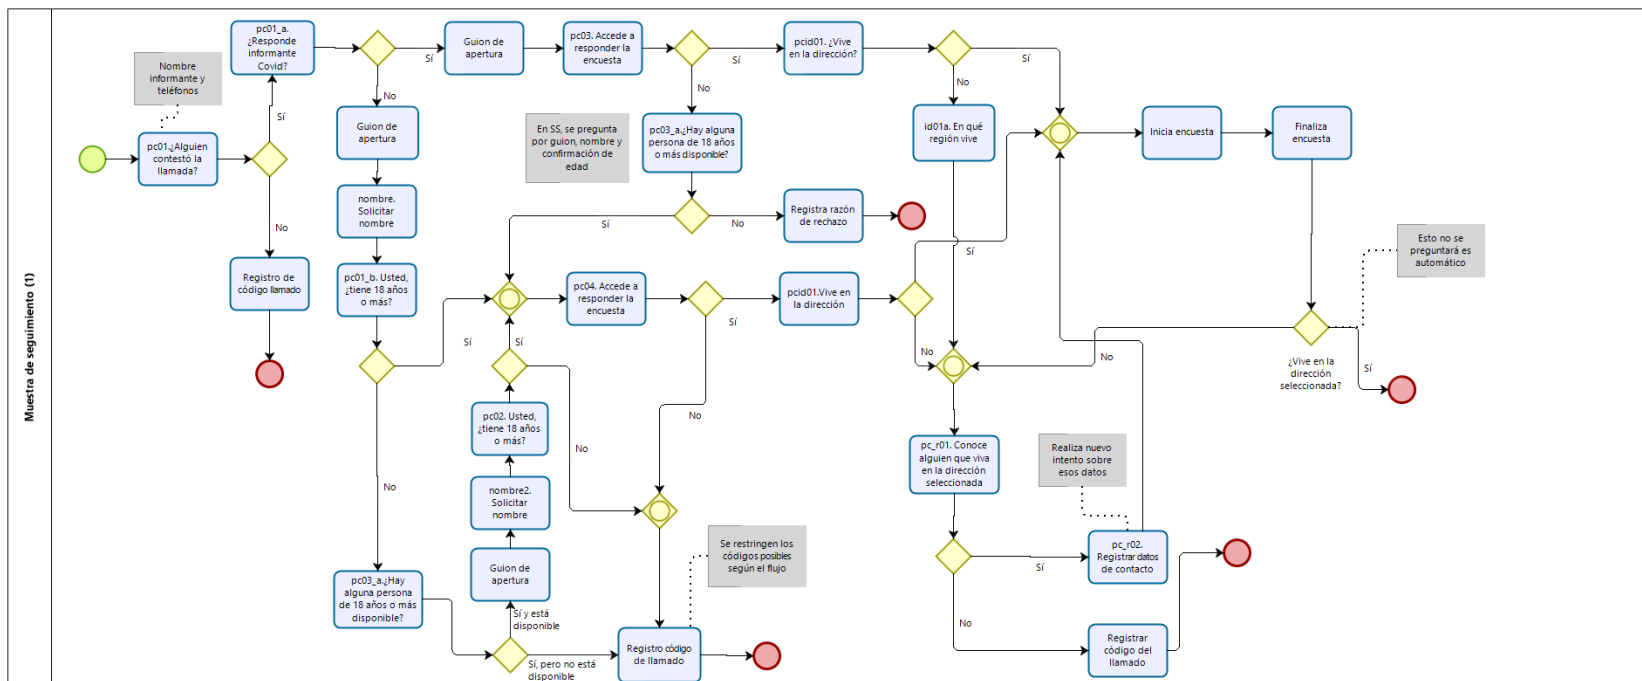 Muestra de seguimiento (1)
Nombre
informante y
teléfonos
pc01.¿Alguien
contestó la
llamada?
Sí
No
Registro de
código llamado
pc01_a.
¿Responde
informante
Covid?
Sí
No
Guion de
apertura
pc03. Accede a
responder la
encuesta
Sí
No
pcid01. ¿Vive
en la dirección?
Sí
No
Guion de
apertura
nombre.
Solicitar
nombre
pc01_b. Usted,
¿tiene 18 años
o más?
Sí
No
En SS, se pregunta
por guion, nombre y
confirmación de
edad
pc03_a.¿Hay alguna
persona de 18 años
o más disponible?
Sí
No
Registra razón
de rechazo
id01a. En qué
región vive
Inicia encuesta
Finaliza
encuesta
Esto no se
preguntará es
automático
¿Vive en la
dirección
seleccionada?
Sí
No
pc04. Accede a
responder la
encuesta
Sí
No
pcid01.Vive en
la dirección
Sí
No
Sí
No
pc02. Usted,
¿tiene 18 años
o más?
nombre2.
Solicitar
nombre
Guion de
apertura
pc03_a.¿Hay
alguna persona
de 18 años o más
disponible?
Sí y está
disponible
Sí, pero no está
disponible
Registro código
de llamado
Se restringen los
códigos posibles
según el flujo
pc_r01. Conoce
alguien que viva
en la dirección
seleccionada
Sí
No
Realiza nuevo
intento sobre
esos datos
pc_r02.
Registrar datos
de contacto
Registrar
código del
llamado